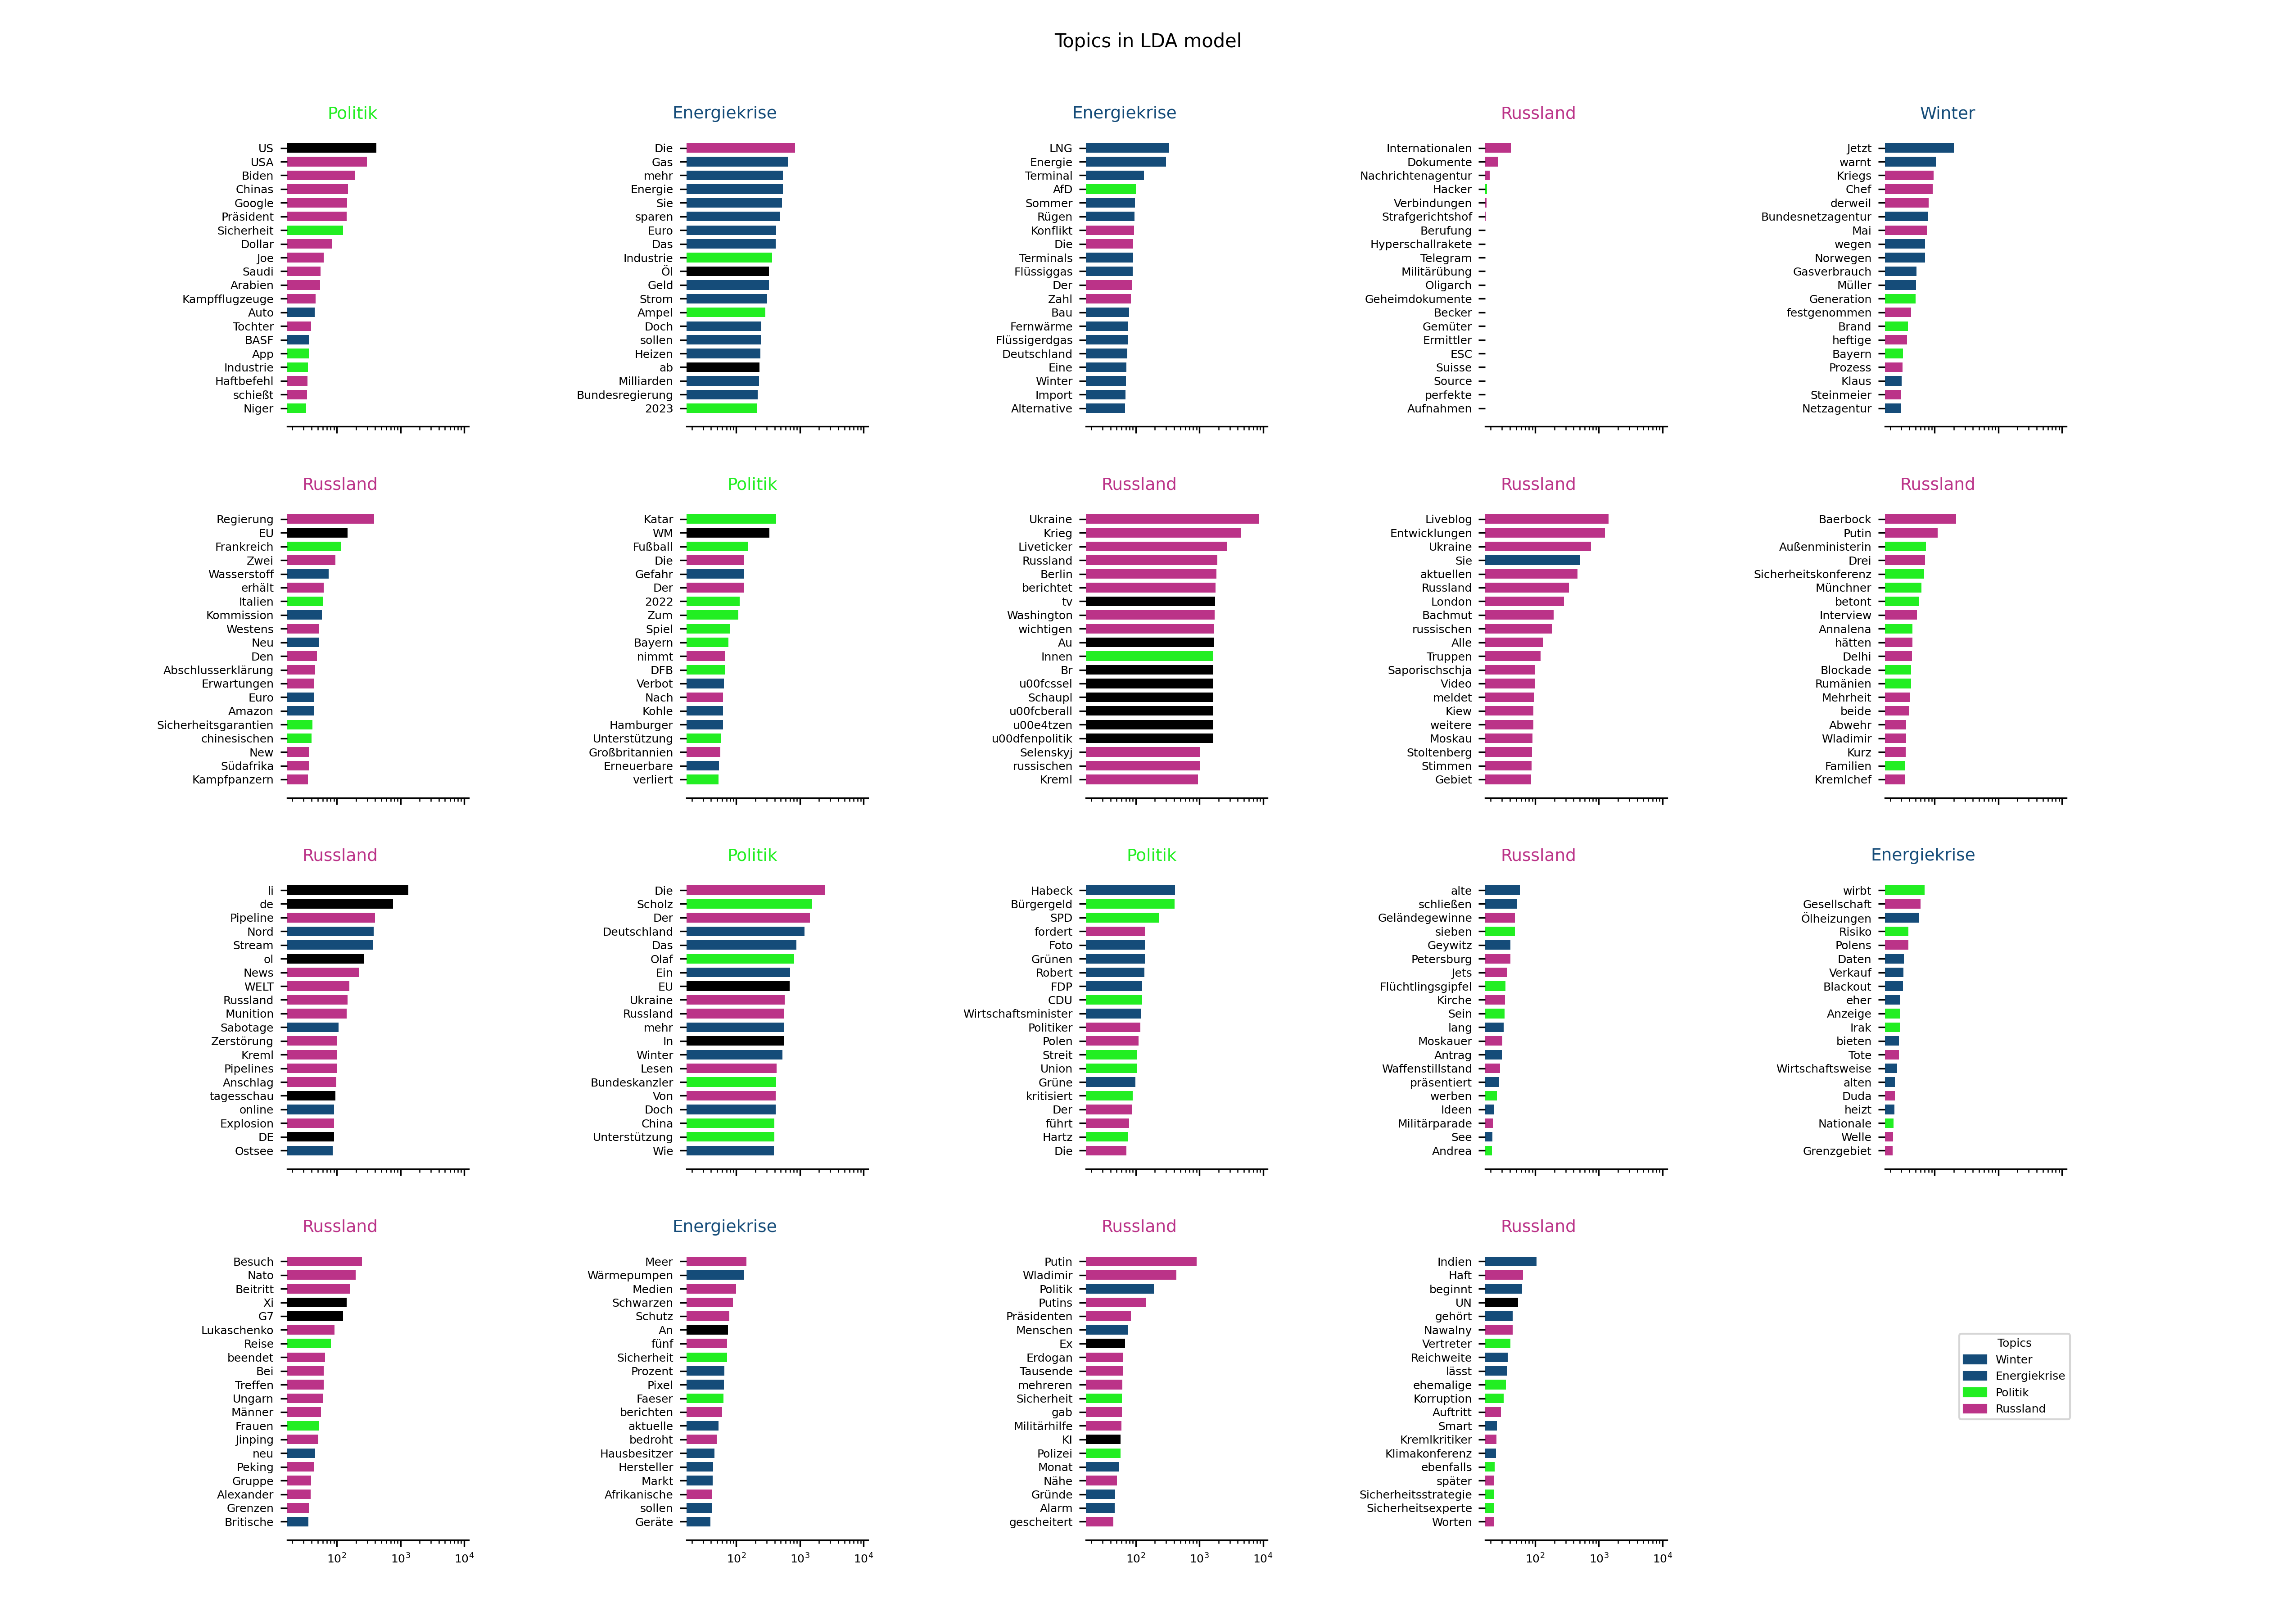 Topics in LDA model
Politik
US
USA
Biden
Chinas
Google
Präsident
Sicherheit
Dollar
Joe
Saudi
Arabien
Kampfflugzeuge
Auto
Tochter
BASF
App
Industrie
Haftbefehl
schießt
Niger
Energiekrise
Die
Gas
mehr
Energie
Sie
sparen
Euro
Das
Industrie
Öl
Geld
Strom
Ampel
Doch
sollen
Heizen
ab
Milliarden
Bundesregierung
2023
Energiekrise
LNG
Energie
Terminal
AfD
Sommer
Rügen
Konflikt
Die
Terminals
Flüssiggas
Der
Zahl
Bau
Fernwärme
Flüssigerdgas
Deutschland
Eine
Winter
Import
Alternative
Russland
Internationalen
Dokumente
Nachrichtenagentur
Hacker
Verbindungen
Strafgerichtshof
Berufung
Hyperschallrakete
Telegram
Militärübung
Oligarch
Geheimdokumente
Becker
Gemüter
Ermittler
ESC
Suisse
Source
perfekte
Aufnahmen
Winter
Jetzt
warnt
Kriegs
Chef
derweil
Bundesnetzagentur
Mai
wegen
Norwegen
Gasverbrauch
Müller
Generation
festgenommen
Brand
heftige
Bayern
Prozess
Klaus
Steinmeier
Netzagentur
Russland
Regierung
EU
Frankreich
Zwei
Wasserstoff
erhält
Italien
Kommission
Westens
Neu
Den
Abschlusserklärung
Erwartungen
Euro
Amazon
Sicherheitsgarantien
chinesischen
New
Südafrika
Kampfpanzern
Politik
Katar
WM
Fußball
Die
Gefahr
Der
2022
Zum
Spiel
Bayern
nimmt
DFB
Verbot
Nach
Kohle
Hamburger
Unterstützung
Großbritannien
Erneuerbare
verliert
Russland
Ukraine
Krieg
Liveticker
Russland
Berlin
berichtet
tv
Washington
wichtigen
Au
Innen
Br
u00fcssel
Schaupl
u00fcberall
u00e4tzen
u00dfenpolitik
Selenskyj
russischen
Kreml
Russland
Liveblog
Entwicklungen
Ukraine
Sie
aktuellen
Russland
London
Bachmut
russischen
Alle
Truppen
Saporischschja
Video
meldet
Kiew
weitere
Moskau
Stoltenberg
Stimmen
Gebiet
Russland
Baerbock
Putin
Außenministerin
Drei
Sicherheitskonferenz
Münchner
betont
Interview
Annalena
hätten
Delhi
Blockade
Rumänien
Mehrheit
beide
Abwehr
Wladimir
Kurz
Familien
Kremlchef
Russland
li
de
Pipeline
Nord
Stream
ol
News
WELT
Russland
Munition
Sabotage
Zerstörung
Kreml
Pipelines
Anschlag
tagesschau
online
Explosion
DE
Ostsee
Politik
Die
Scholz
Der
Deutschland
Das
Olaf
Ein
EU
Ukraine
Russland
mehr
In
Winter
Lesen
Bundeskanzler
Von
Doch
China
Unterstützung
Wie
Politik
Habeck
Bürgergeld
SPD
fordert
Foto
Grünen
Robert
FDP
CDU
Wirtschaftsminister
Politiker
Polen
Streit
Union
Grüne
kritisiert
Der
führt
Hartz
Die
Russland
alte
schließen
Geländegewinne
sieben
Geywitz
Petersburg
Jets
Flüchtlingsgipfel
Kirche
Sein
lang
Moskauer
Antrag
Waffenstillstand
präsentiert
werben
Ideen
Militärparade
See
Andrea
Energiekrise
wirbt
Gesellschaft
Ölheizungen
Risiko
Polens
Daten
Verkauf
Blackout
eher
Anzeige
Irak
bieten
Tote
Wirtschaftsweise
alten
Duda
heizt
Nationale
Welle
Grenzgebiet
Russland
Besuch
Nato
Beitritt
Xi
G7
Lukaschenko
Reise
beendet
Bei
Treffen
Ungarn
Männer
Frauen
Jinping
neu
Peking
Gruppe
Alexander
Grenzen
Britische
10² 10³ 10⁴
Energiekrise
Meer
Wärmepumpen
Medien
Schwarzen
Schutz
An
fünf
Sicherheit
Prozent
Pixel
Faeser
berichten
aktuelle
bedroht
Hausbesitzer
Hersteller
Markt
Afrikanische
sollen
Geräte
10² 10³ 10⁴
Russland
Putin
Wladimir
Politik
Putins
Präsidenten
Menschen
Ex
Erdogan
Tausende
mehreren
Sicherheit
gab
Militärhilfe
KI
Polizei
Monat
Nähe
Gründe
Alarm
gescheitert
10² 10³ 10⁴
Russland
Indien
Haft
beginnt
UN
gehört
Nawalny
Vertreter
Reichweite
lässt
ehemalige
Korruption
Auftritt
Smart
Kremlkritiker
Klimakonferenz
ebenfalls
später
Sicherheitsstrategie
Sicherheitsexperte
Worten
10² 10³ 10⁴
Topics
Winter
Energiekrise
Politik
Russland